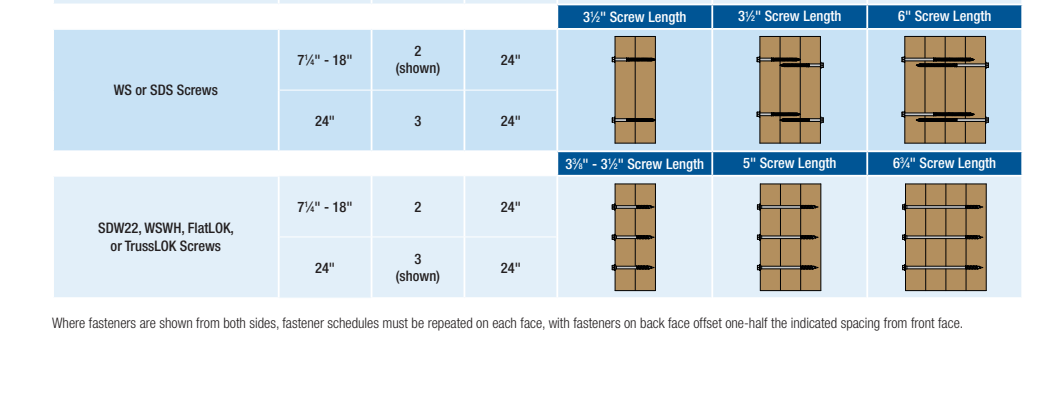 3½" Screw Length 3½" Screw Length 6" Screw Length
WS or SDS Screws
7¼" - 18" 2 (shown) 24"
24" 3 24"
3⅜" - 3½" Screw Length 5" Screw Length 6¾" Screw Length
SDW22, WSWH, FlatLOK,
or TrussLOK Screws
7¼" - 18" 2 24"
24" 3 (shown) 24"
Where fasteners are shown from both sides, fastener schedules must be repeated on each face, with fasteners on back face offset one-half the indicated spacing from front face.